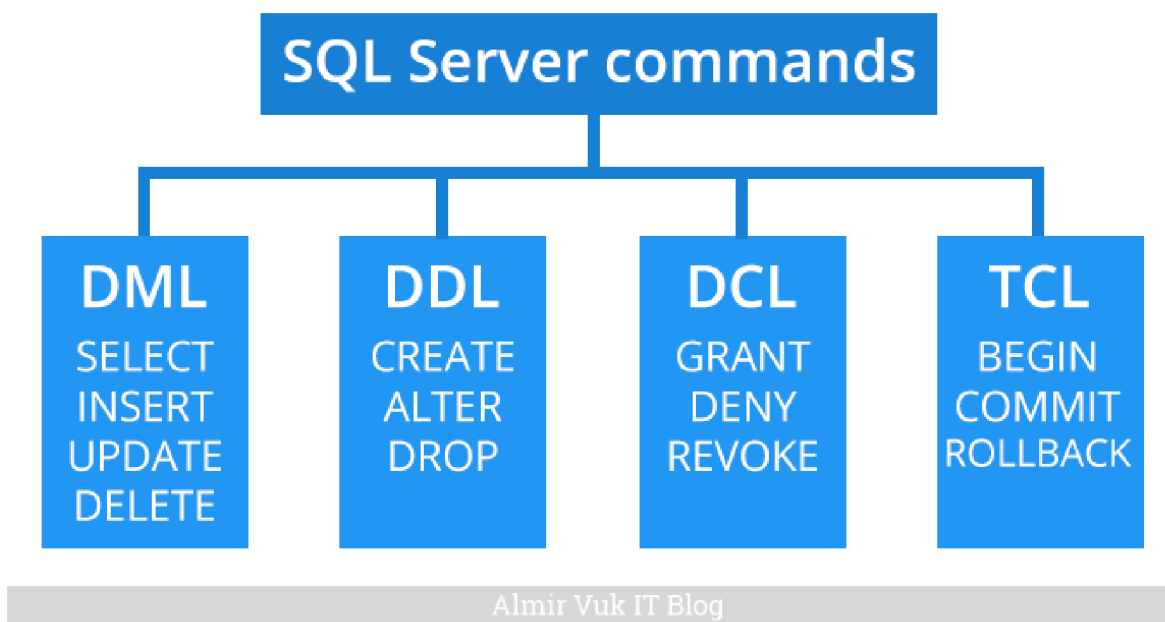 SQL Server commands
DML
SELECT
INSERT
UPDATE
DELETE
DDL
CREATE
ALTER
DROP
DCL
GRANT
DENY
REVOKE
TCL
BEGIN
COMMIT
ROLLBACK
Almir Vuk IT Blog